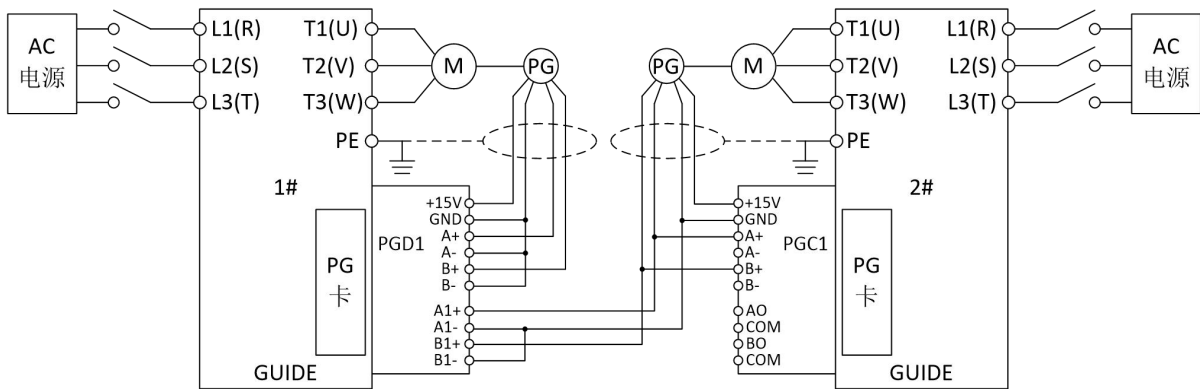 AC
电源
L1(R)
L2(S)
L3(T)
T1(U)
T2(V)
T3(W)
PE
M
PG
1#
PG
卡
GUIDE
PGD1
+15V
GND
A+
A-
B+
B-
A1+
A1-
B1+
B1-
PG
M
T1(U)
T2(V)
T3(W)
PE
L1(R)
L2(S)
L3(T)
AC
电源
2#
PGC1
+15V
GND
A+
A-
B+
B-
AO
COM
BO
COM
PG
卡
GUIDE